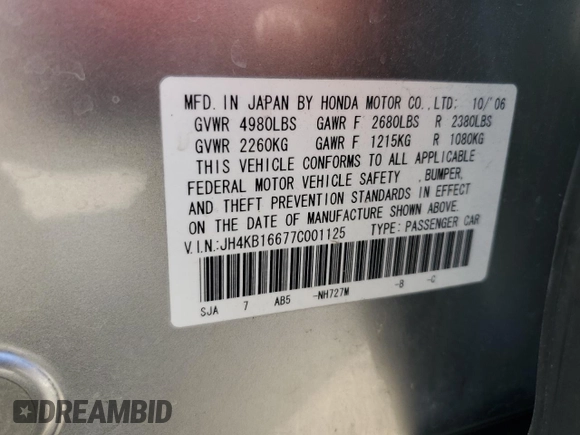 MFD. IN JAPAN BY HONDA MOTOR CO., LTD: 10/'06
GVWR 4980LBS GAWR F 2680LBS R 2380LBS
GVWR 2260KG GAWR F 1215KG R 1080KG
THIS VEHICLE CONFORMS TO ALL APPLICABLE
FEDERAL MOTOR VEHICLE SAFETY , BUMPER,
AND THEFT PREVENTION STANDARDS IN EFFECT
ON THE DATE OF MANUFACTURE SHOWN ABOVE.
V.I.N.:JH4KB16677C001125 TYPE: PASSENGER CAR
SJA 7 AB5 -NH727M -B -C
DREAMBID